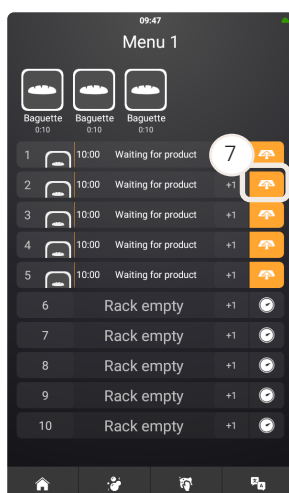 09:47
Menu 1
Baguette Baguette Baguette
0:10 0:10 0:10
1 10:00 Waiting for product 7
2 10:00 Waiting for product +1
3 10:00 Waiting for product +1
4 10:00 Waiting for product +1
5 10:00 Waiting for product +1
6 Rack empty +1
7 Rack empty +1
8 Rack empty +1
9 Rack empty +1
10 Rack empty +1